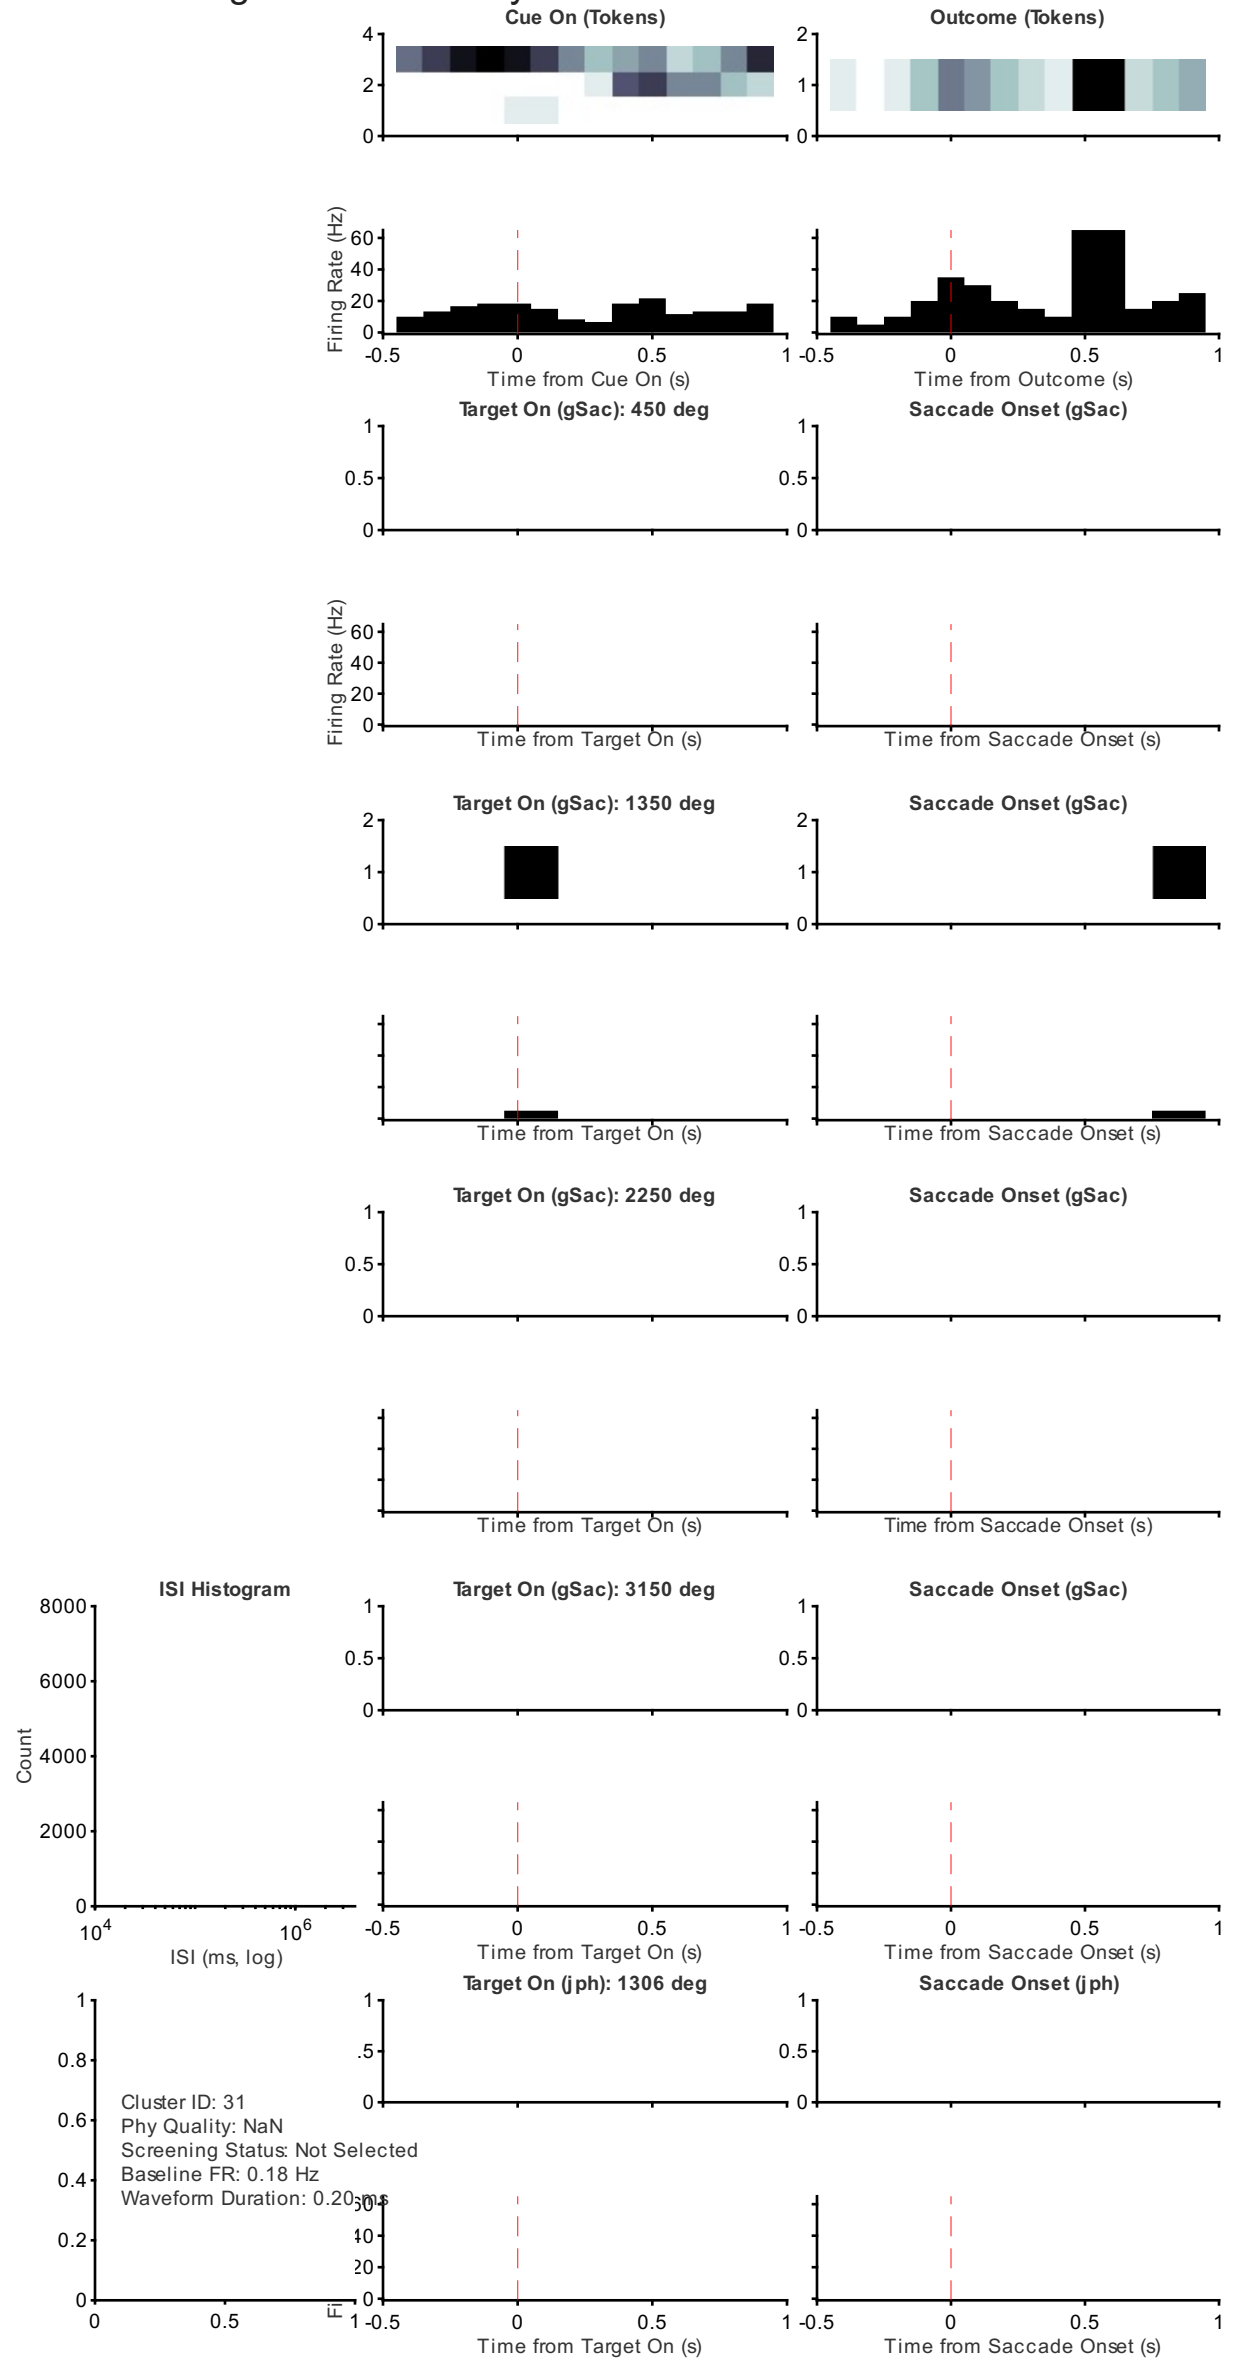 Cue On (Tokens)
Outcome (Tokens)
4
2
0
2
1
0
Firing Rate (Hz)
60
40
20
0
-0.5
0
0.5
1
-0.5
0
0.5
1
Time from Cue On (s)
Time from Outcome (s)
Target On (gSac): 450 deg
Saccade Onset (gSac)
1
0.5
0
1
0.5
0
Firing Rate (Hz)
60
40
20
0
Time from Target On (s)
Time from Saccade Onset (s)
Target On (gSac): 1350 deg
Saccade Onset (gSac)
2
1
0
2
1
0
Time from Target On (s)
Time from Saccade Onset (s)
Target On (gSac): 2250 deg
Saccade Onset (gSac)
1
0.5
0
1
0.5
0
Time from Target On (s)
Time from Saccade Onset (s)
ISI Histogram
8000
6000
4000
2000
0
Count
10^4
10^6
ISI (ms, log)
Target On (gSac): 3150 deg
Saccade Onset (gSac)
1
0.5
0
1
0.5
0
-0.5
0
0.5
1
-0.5
0
0.5
1
Time from Target On (s)
Time from Saccade Onset (s)
Target On (jph): 1306 deg
Saccade Onset (jph)
1
0.8
0.6
0.4
0.2
0
0
0.5
1
Cluster ID: 31
Phy Quality: NaN
Screening Status: Not Selected
Baseline FR: 0.18 Hz
Waveform Duration: 0.20 ms
1
.5
0
1
0.5
0
60
40
20
0
Fi
-0.5
0
0.5
1
-0.5
0
0.5
1
Time from Target On (s)
Time from Saccade Onset (s)